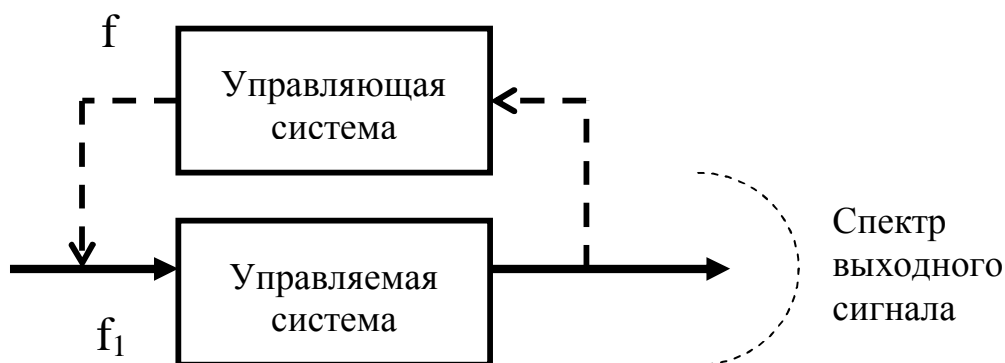 f
Управляющая
система
Управляемая
система
f₁
Спектр
выходного
сигнала